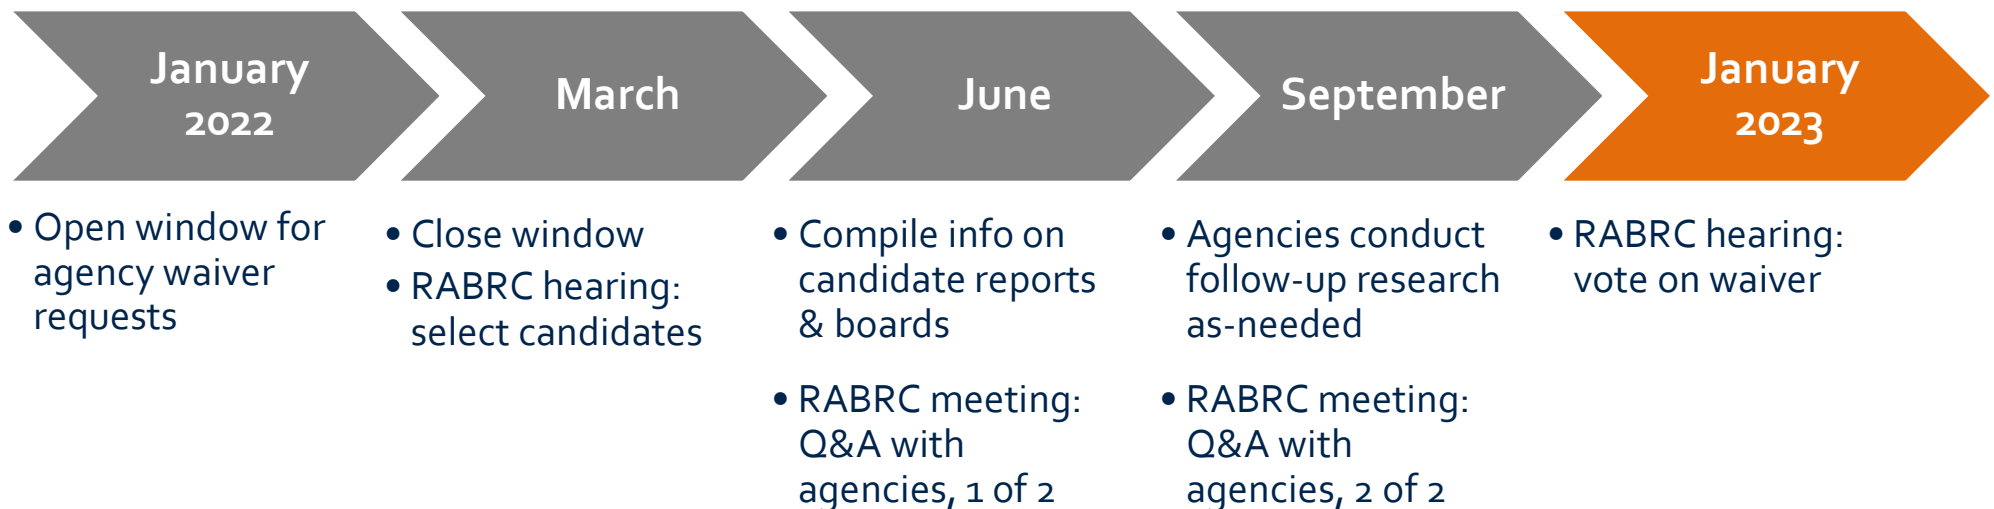 January
2022
March
June
September
January
2023
• Open window for
agency waiver
requests
• Close window
• RABRC hearing:
select candidates
• Compile info on
candidate reports
& boards
• RABRC meeting:
Q&A with
agencies, 1 of 2
• Agencies conduct
follow-up research
as-needed
• RABRC meeting:
Q&A with
agencies, 2 of 2
• RABRC hearing:
vote on waiver